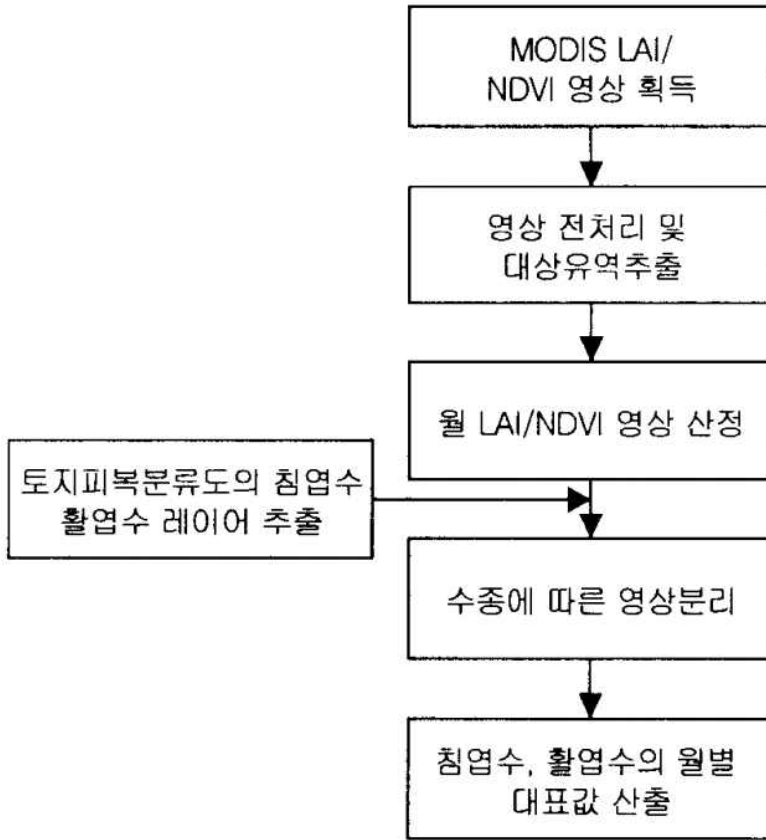 MODIS LAI/
NDVI 영상 획득
영상 전처리 및
대상유역추출
월 LAI/NDVI 영상 산정
토지피복분류도의 침엽수
활엽수 레이어 추출
수종에 따른 영상분리
침엽수, 활엽수의 월별
대표값 산출